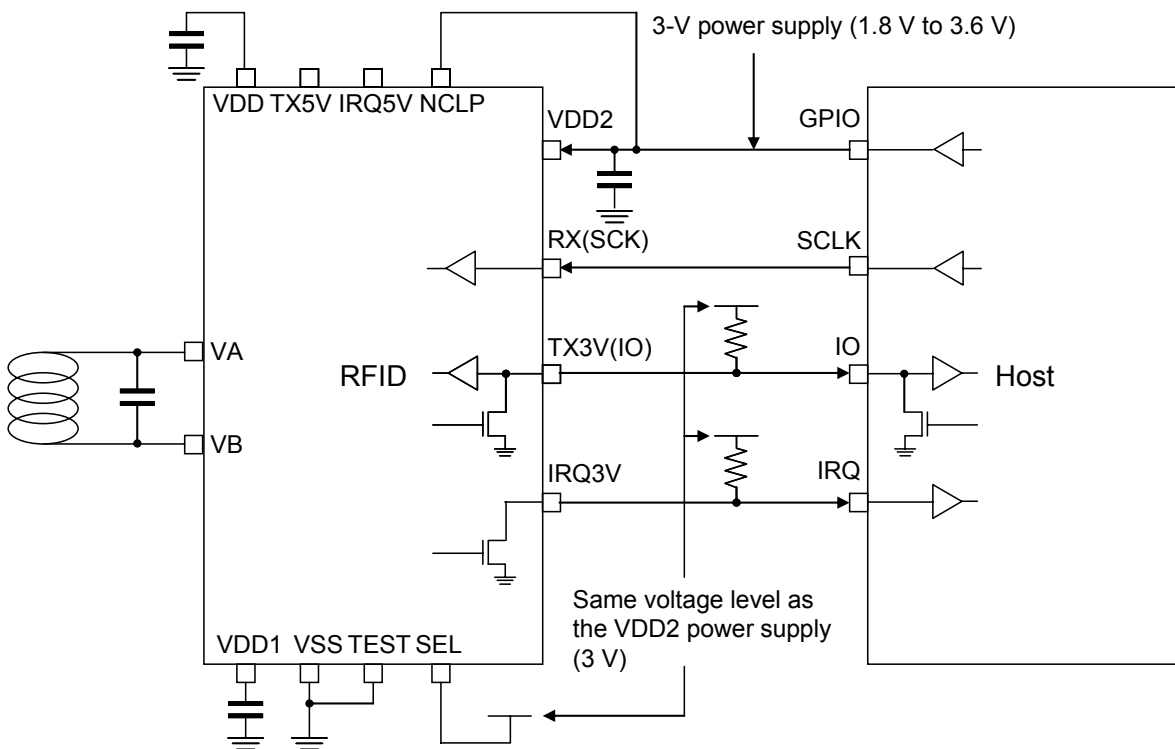 3-V power supply (1.8 V to 3.6 V)
VDD TX5V IRQ5V NCLP
VDD2
GPIO
RX(SCK)
SCLK
VA
TX3V(IO)
IO
RFID
Host
VB
IRQ3V
IRQ
Same voltage level as
the VDD2 power supply
(3 V)
VDD1 VSS TEST SEL